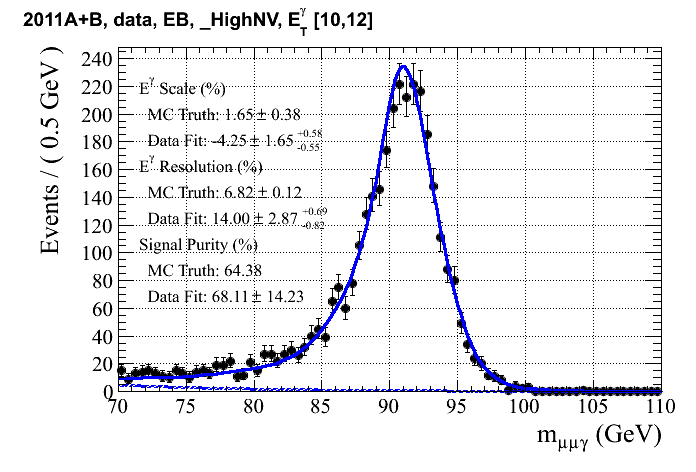 2011A+B, data, EB, _HighNV, E_T^γ [10,12]
Events / ( 0.5 GeV )
240
220
200
180
160
140
120
100
80
60
40
20
0
E^γ Scale (%)
MC Truth: 1.65 ± 0.38
Data Fit: -4.25 ± 1.65 +0.58 -0.55
E^γ Resolution (%)
MC Truth: 6.82 ± 0.12
Data Fit: 14.00 ± 2.87 +0.69 -0.82
Signal Purity (%)
MC Truth: 64.38
Data Fit: 68.11 ± 14.23
70 75 80 85 90 95 100 105 110
m_μμγ (GeV)